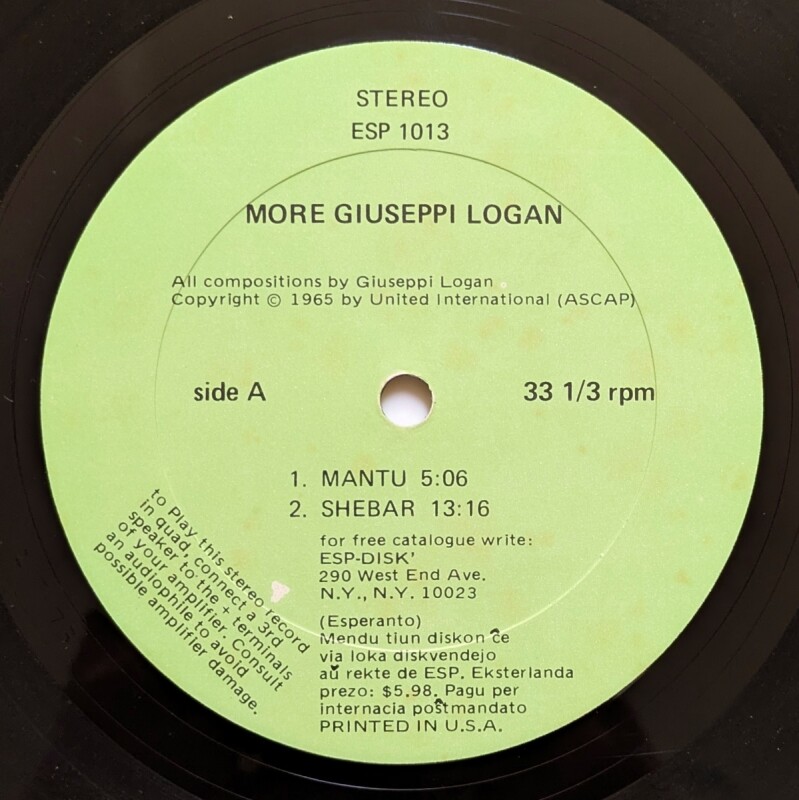 STEREO
ESP 1013
MORE GIUSEPPI LOGAN
All compositions by Giuseppi Logan
Copyright © 1965 by United International (ASCAP)
side A
33 1/3 rpm
1. MANTU 5:06
2. SHEBAR 13:16
for free catalogue write:
ESP-DISK'
290 West End Ave.
N.Y., N.Y. 10023
(Esperanto)
Mendu tiun diskon ĉe
via loka diskvendejo
aŭ rekte de ESP. Eksterlanda
prezo: $5.98. Pagu per
internacia poŝtmandato
PRINTED IN U.S.A.
to Play this stereo record
in quad, connect a 3rd
speaker to the + terminals
of your amplifier. Consult
an audiophile to avoid
possible amplifier damage.